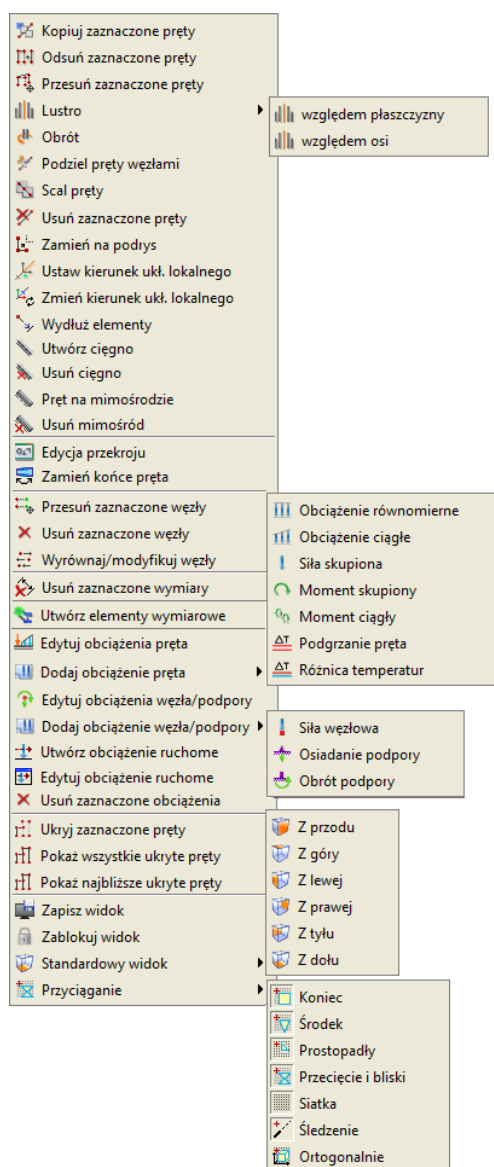 Kopiuj zaznaczone pręty
Odsuń zaznaczone pręty
Przesuń zaznaczone pręty
Lustro
względem płaszczyzny
względem osi
Obrót
Podziel pręty węzłami
Scal pręty
Usuń zaznaczone pręty
Zamień na podrys
Ustaw kierunek ukł. lokalnego
Zmień kierunek ukł. lokalnego
Wydłuż elementy
Utwórz cięgno
Usuń cięgno
Pręt na mimośrodzie
Usuń mimośród
Edycja przekroju
Zamień końce pręta
Przesuń zaznaczone węzły
Usuń zaznaczone węzły
Wyrównaj/modyfikuj węzły
Usuń zaznaczone wymiary
Utwórz elementy wymiarowe
Edytuj obciążenia pręta
Dodaj obciążenie pręta
Obciążenie równomierne
Obciążenie ciągłe
Siła skupiona
Moment skupiony
Moment ciągły
ΔT Podgrzanie pręta
ΔT Różnica temperatur
Edytuj obciążenia węzła/podpory
Dodaj obciążenie węzła/podpory
Siła węzłowa
Osiadanie podpory
Obrót podpory
Utwórz obciążenie ruchome
Edytuj obciążenie ruchome
Usuń zaznaczone obciążenia
Ukryj zaznaczone pręty
Pokaż wszystkie ukryte pręty
Pokaż najbliższe ukryte pręty
Zapisz widok
Zablokuj widok
Standardowy widok
Z przodu
Z góry
Z lewej
Z prawej
Z tyłu
Z dołu
Przyciąganie
Koniec
Środek
Prostopadły
Przecięcie i bliski
Siatka
Śledzenie
Ortogonalnie